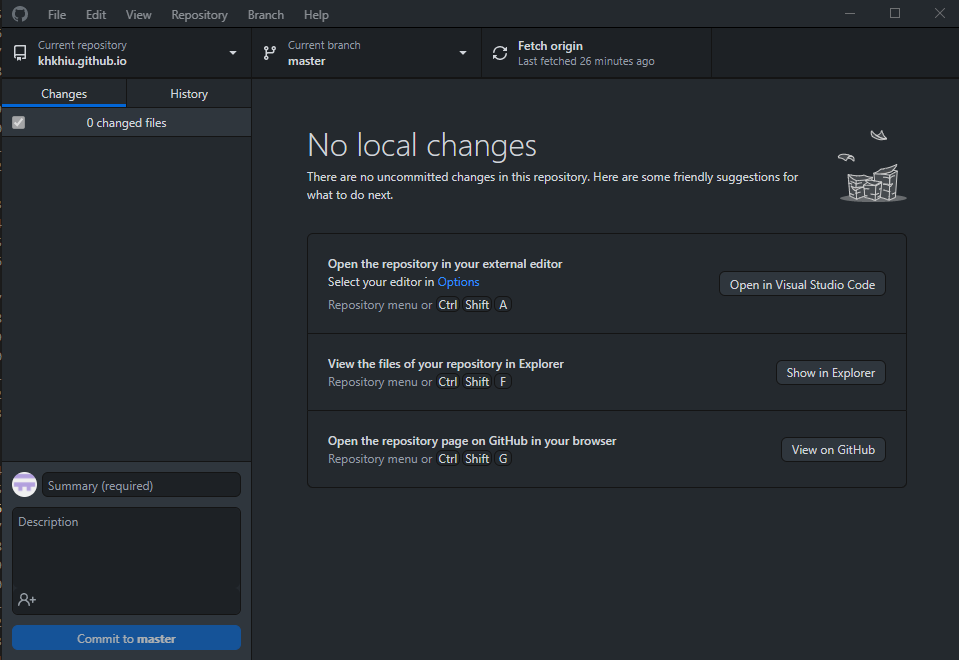 File Edit View Repository Branch Help
Current repository
khkhiu.github.io
Current branch
master
Fetch origin
Last fetched 26 minutes ago
Changes History
0 changed files
No local changes
There are no uncommitted changes in this repository. Here are some friendly suggestions for
what to do next.
Open the repository in your external editor
Select your editor in Options
Repository menu or Ctrl Shift A
Open in Visual Studio Code
View the files of your repository in Explorer
Repository menu or Ctrl Shift F
Show in Explorer
Open the repository page on GitHub in your browser
Repository menu or Ctrl Shift G
View on GitHub
Summary (required)
Description
Commit to master